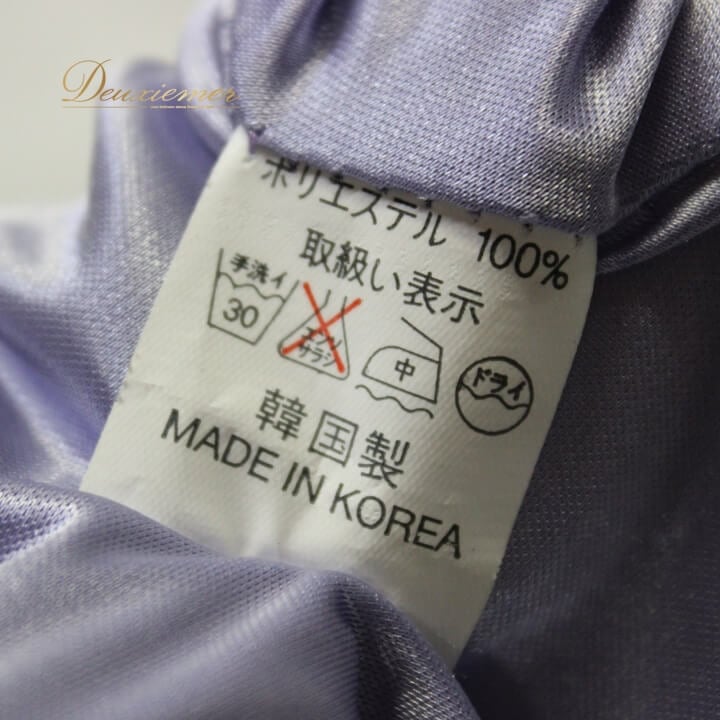 Deuxiemer
ポリエステル 100%
取級い表示
手洗イ
30
エンソ
サラシ
中
ドライ
韓国製
MADE IN KOREA